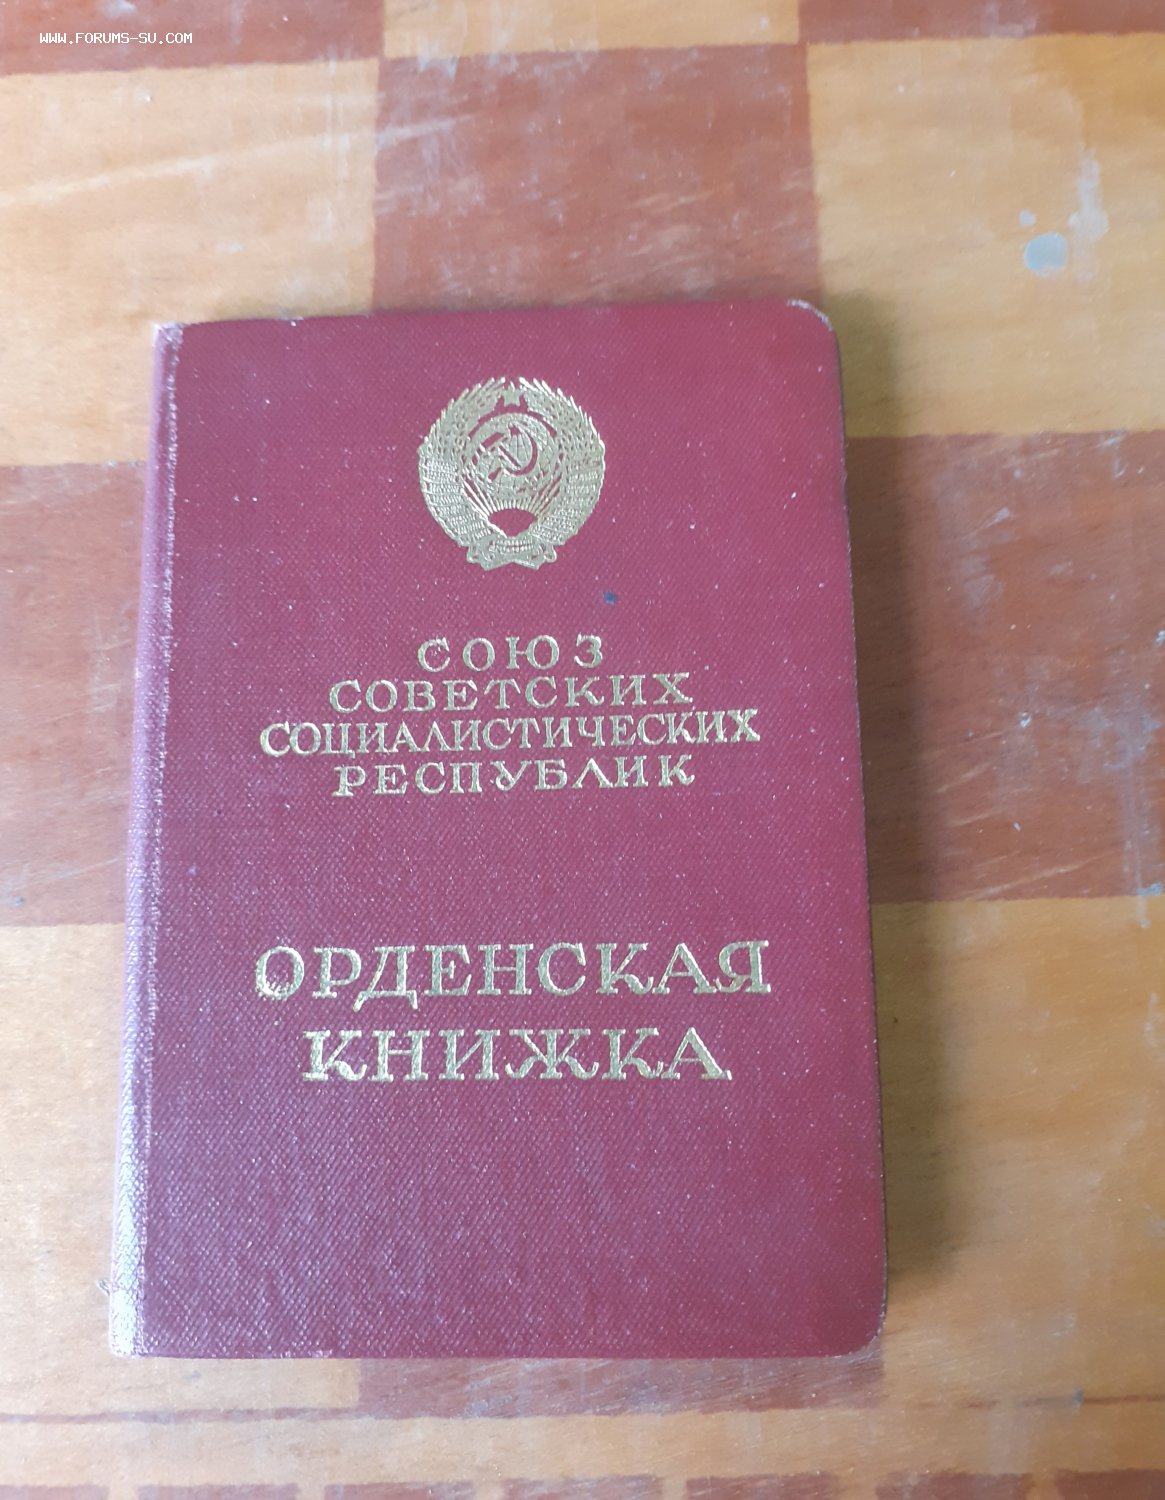 WWW.FORUMS-SU.COM
СОЮЗ
СОВЕТСКИХ
СОЦИАЛИСТИЧЕСКИХ
РЕСПУБЛИК
ОРДЕНСКАЯ
КНИЖКА